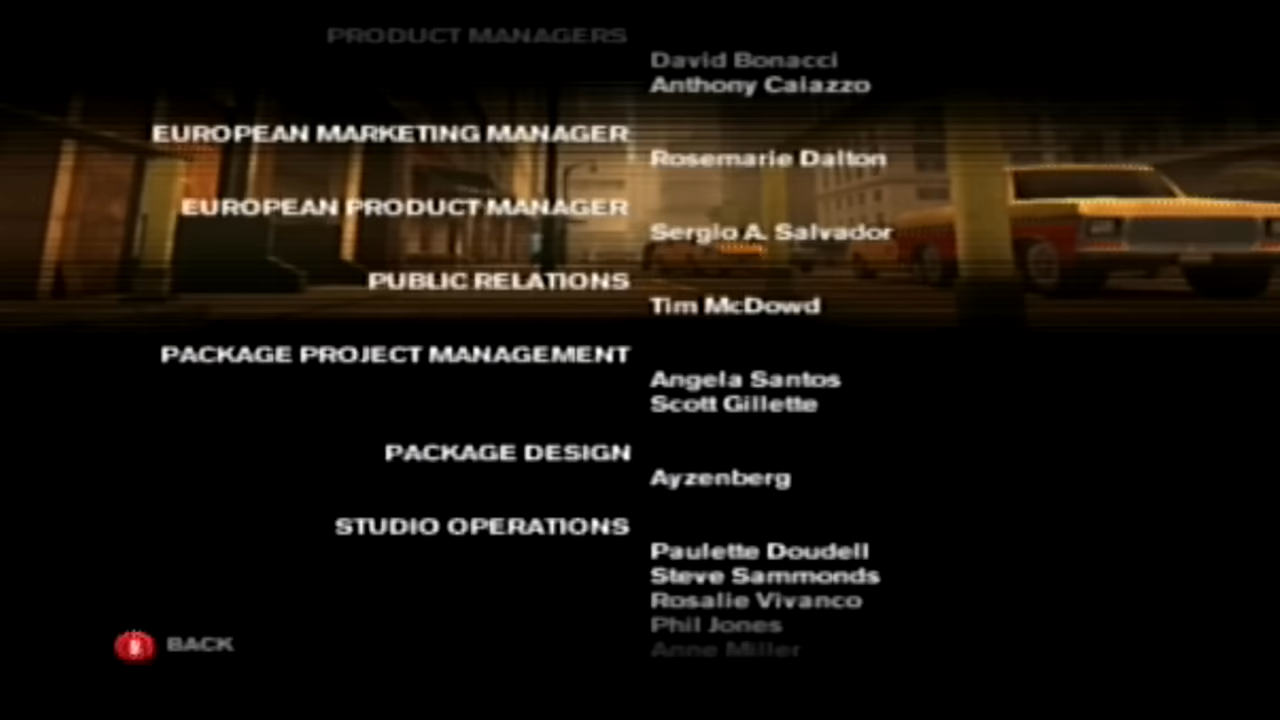 PRODUCT MANAGERS
David Bonacci
Anthony Calazzo
EUROPEAN MARKETING MANAGER
Rosemarie Dalton
EUROPEAN PRODUCT MANAGER
Sergio A. Salvador
PUBLIC RELATIONS
Tim McDowd
PACKAGE PROJECT MANAGEMENT
Angela Santos
Scott Gillette
PACKAGE DESIGN
Ayzenberg
STUDIO OPERATIONS
Paulette Doudell
Steve Sammonds
Rosalie Vivanco
Phil Jones
Anne Miller
BACK